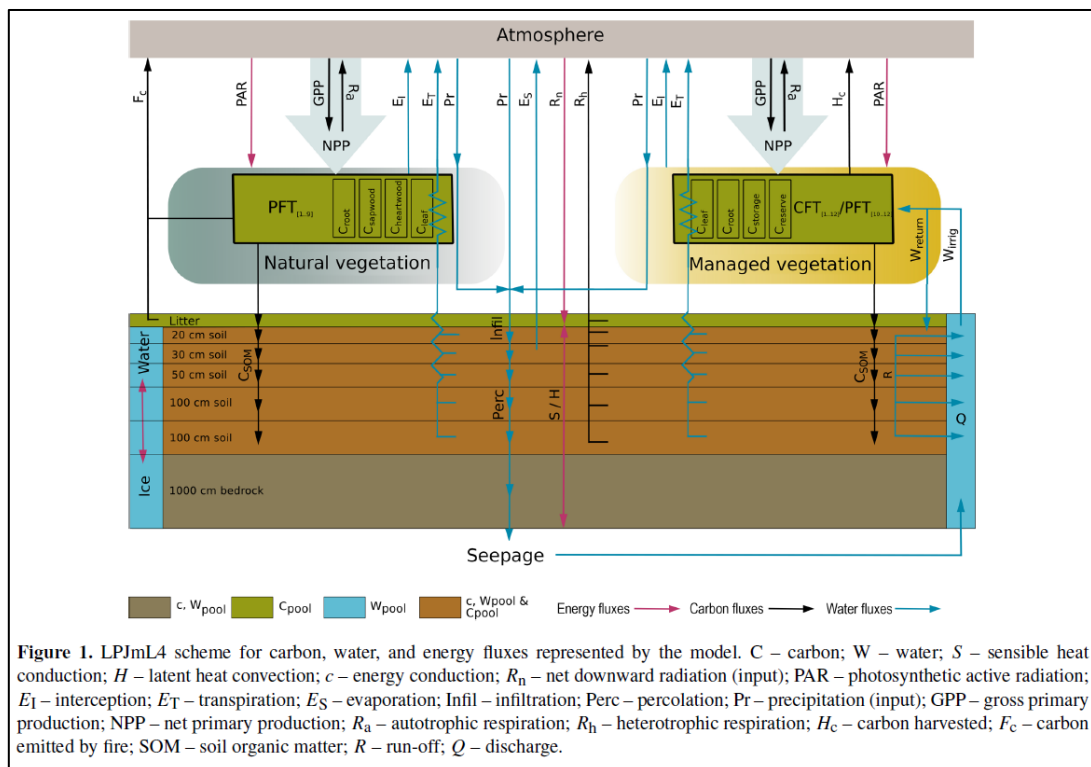 Atmosphere
Fc
PAR
GPP
Ra
NPP
EI
ET
Pr
Pr
ES
Rn
Rh
Pr
EI
ET
GPP
Ra
NPP
Hc
PAR
PFT[1..9]
Croot
Csapwood
Cheartwood
Cleaf
Natural vegetation
Cleaf
Croot
Cstorage
Creserve
CFT[1..12]/PFT[10..12]
Managed vegetation
Wreturn
Wirrig
Litter
20 cm soil
30 cm soil
50 cm soil
100 cm soil
100 cm soil
1000 cm bedrock
Water
Ice
CSOM
Infil
Perc
S / H
CSOM
R
Q
Seepage
c, Wpool
Cpool
Wpool
c, Wpool &
Cpool
Energy fluxes
Carbon fluxes
Water fluxes
Figure 1. LPJmL4 scheme for carbon, water, and energy fluxes represented by the model. C – carbon; W – water; S – sensible heat
conduction; H – latent heat convection; c – energy conduction; Rn – net downward radiation (input); PAR – photosynthetic active radiation;
EI – interception; ET – transpiration; ES – evaporation; Infil – infiltration; Perc – percolation; Pr – precipitation (input); GPP – gross primary
production; NPP – net primary production; Ra – autotrophic respiration; Rh – heterotrophic respiration; Hc – carbon harvested; Fc – carbon
emitted by fire; SOM – soil organic matter; R – run-off; Q – discharge.